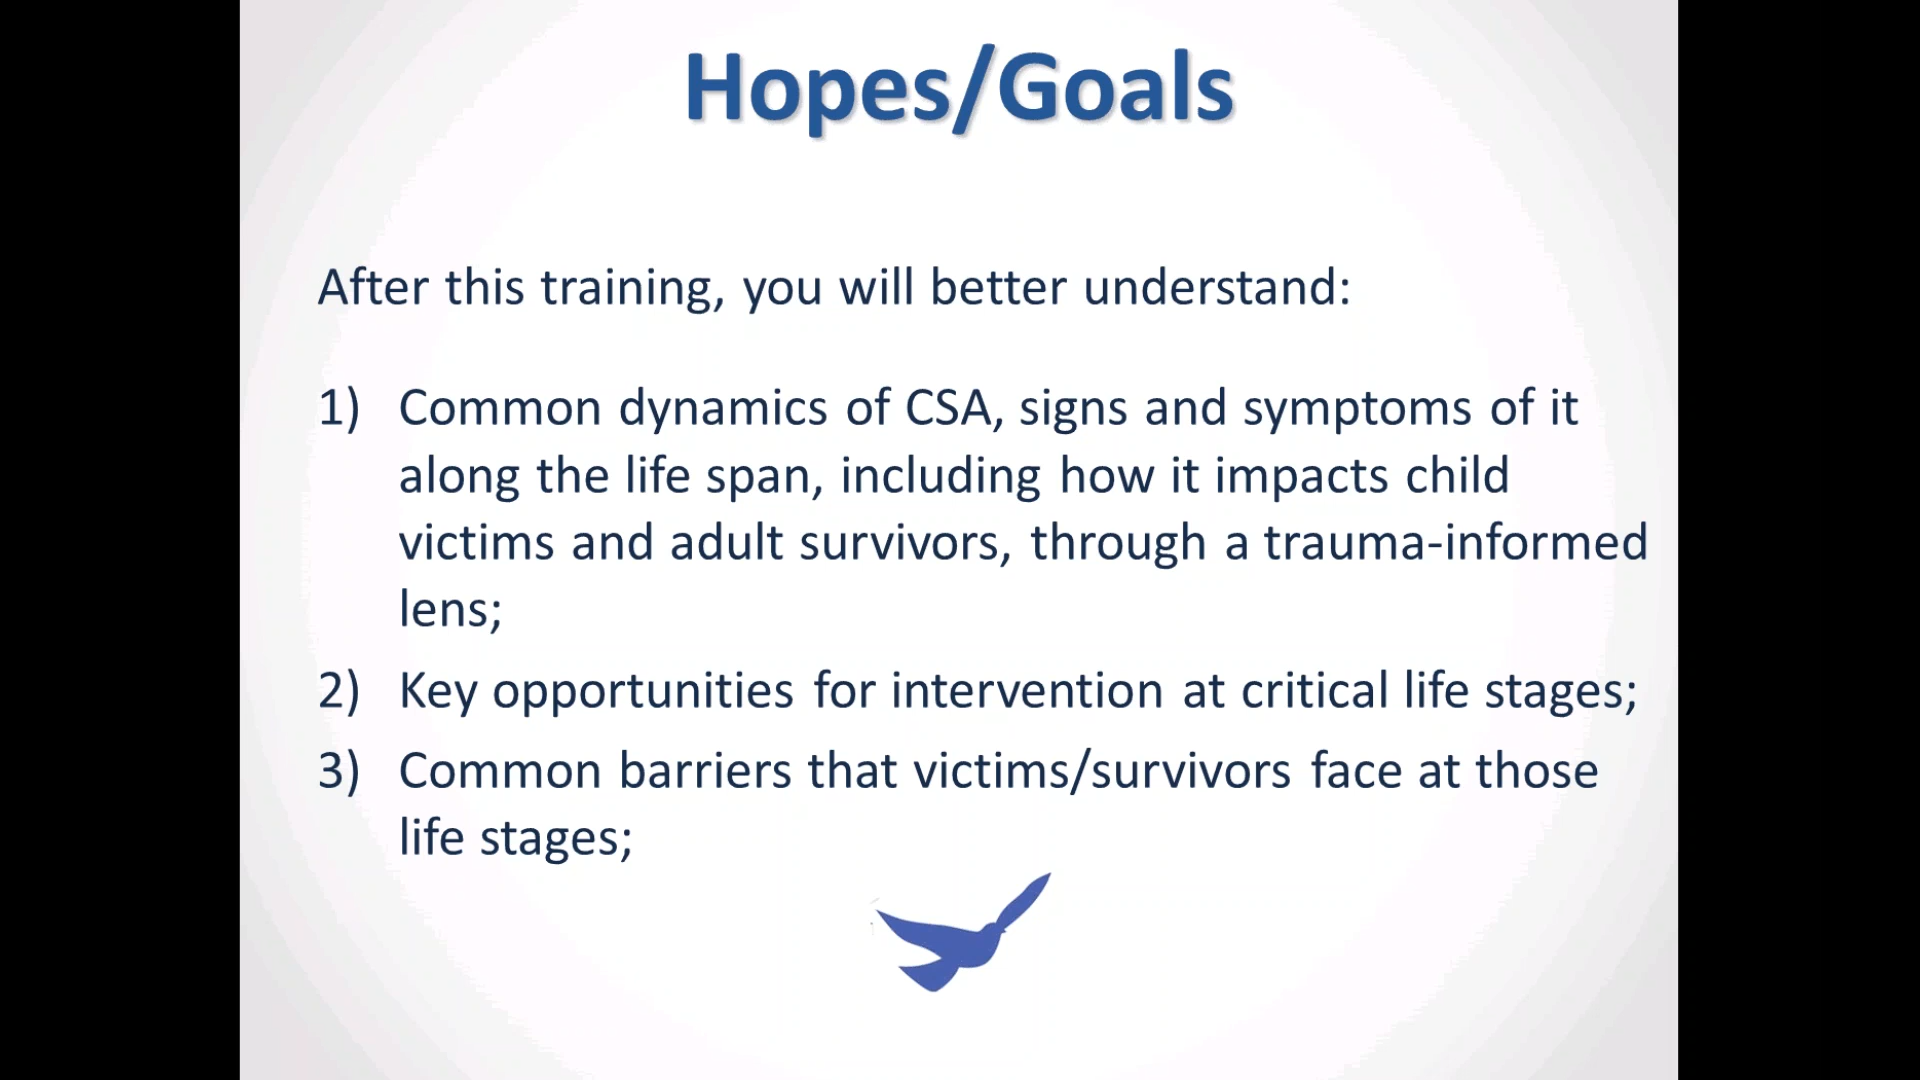 Hopes/Goals
After this training, you will better understand:
1) Common dynamics of CSA, signs and symptoms of it
along the life span, including how it impacts child
victims and adult survivors, through a trauma-informed
lens;
2) Key opportunities for intervention at critical life stages;
3) Common barriers that victims/survivors face at those
life stages;